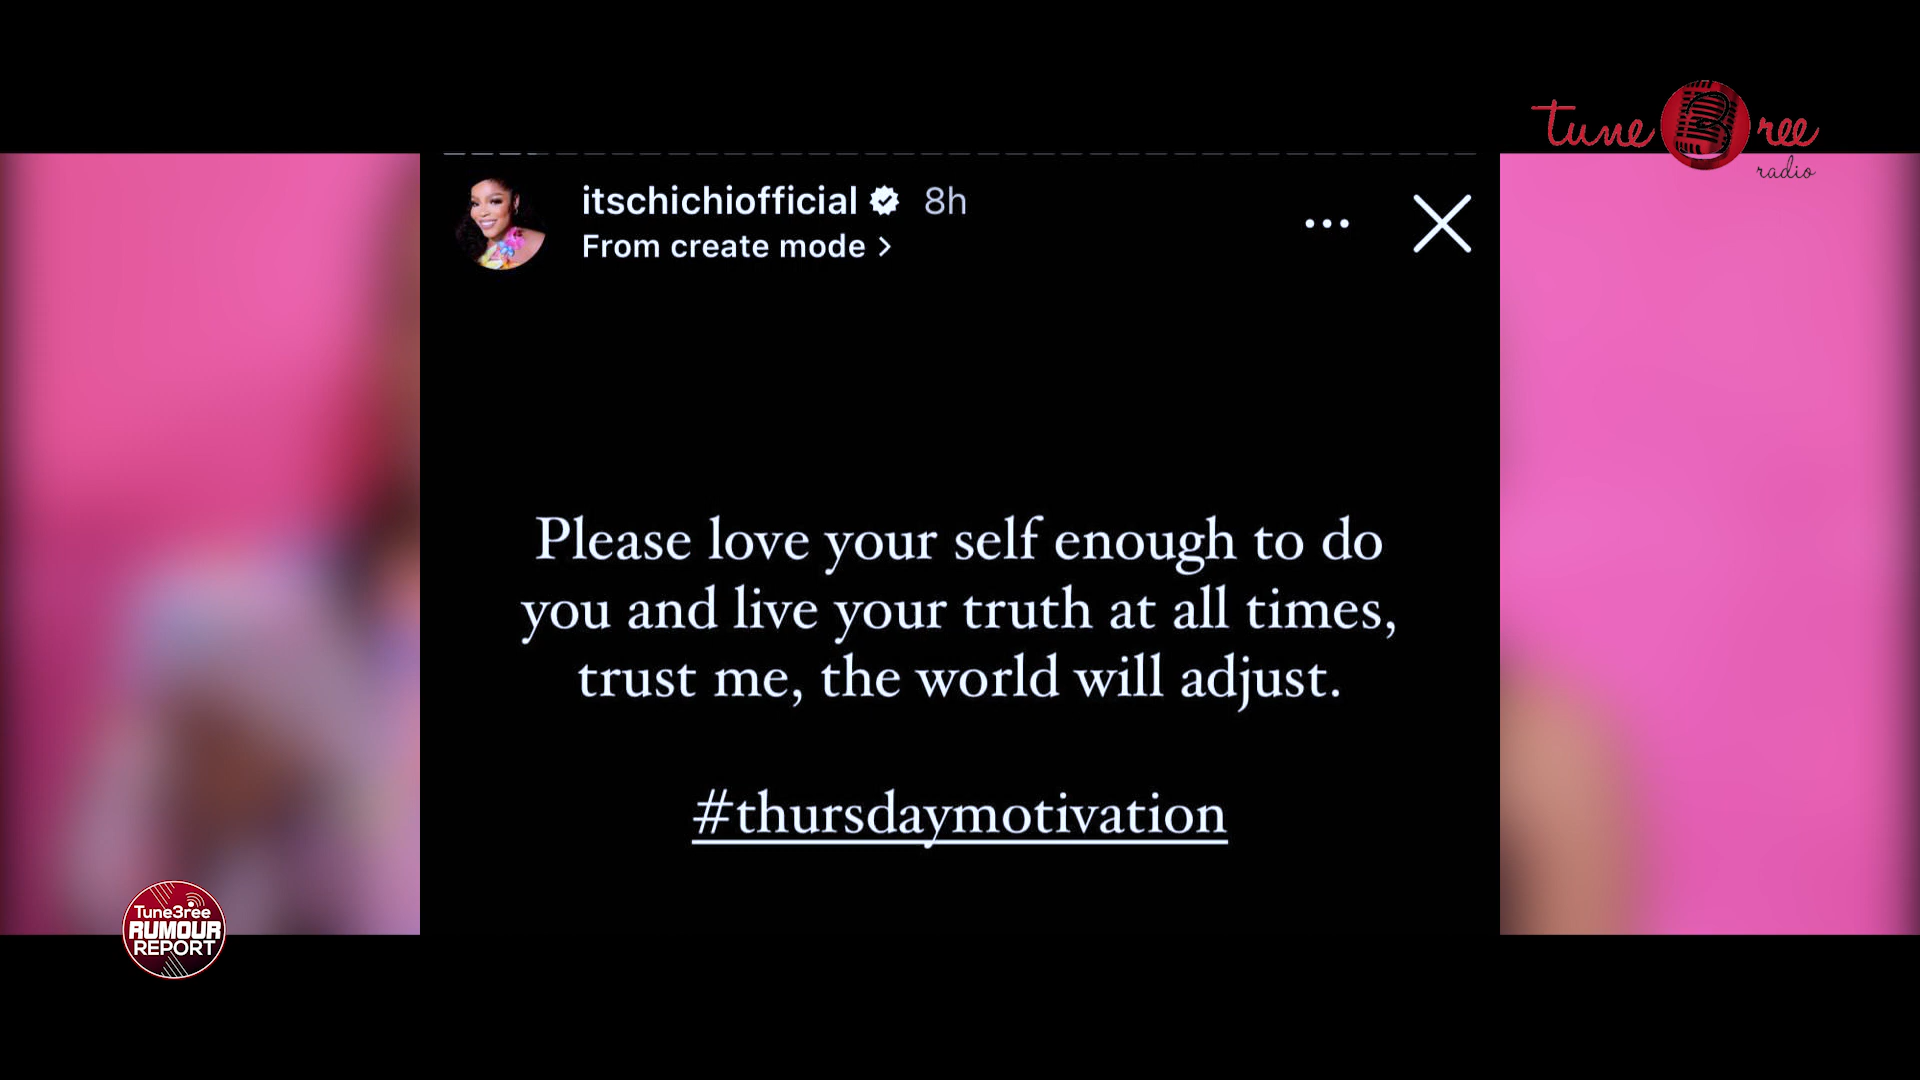 tune3ree
radio
itschichiofficial 8h
From create mode >
Please love your self enough to do
you and live your truth at all times,
trust me, the world will adjust.
#thursdaymotivation
Tune3ree
RUMOUR
REPORT